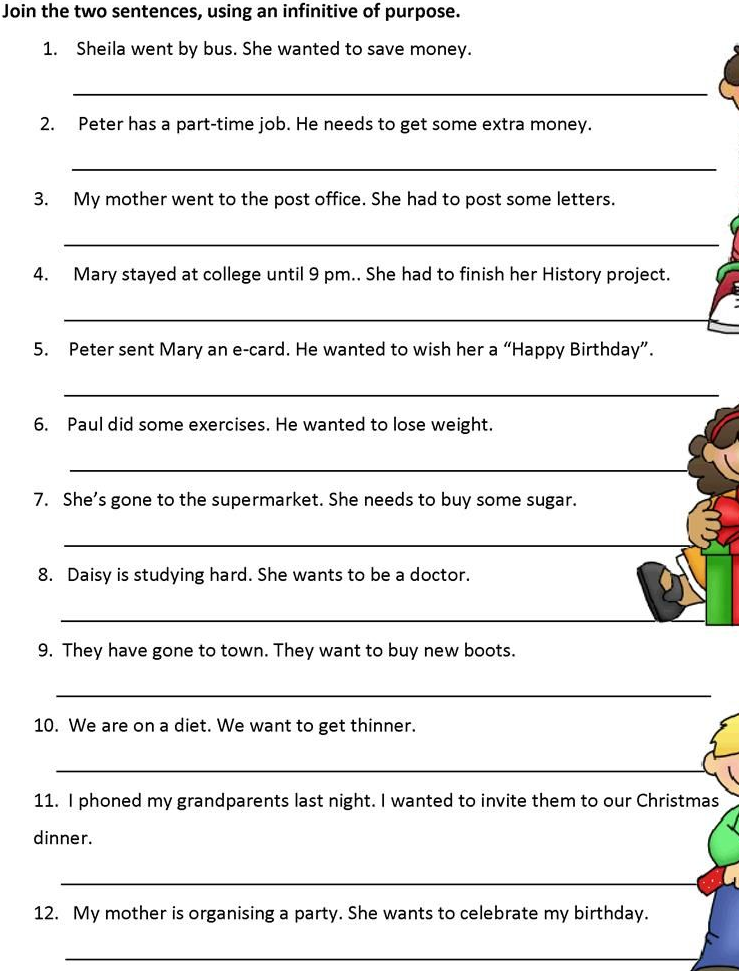 Join the two sentences, using an infinitive of purpose.
1. Sheila went by bus. She wanted to save money.
2. Peter has a part-time job. He needs to get some extra money.
3. My mother went to the post office. She had to post some letters.
4. Mary stayed at college until 9 pm.. She had to finish her History project.
5. Peter sent Mary an e-card. He wanted to wish her a “Happy Birthday”.
6. Paul did some exercises. He wanted to lose weight.
7. She’s gone to the supermarket. She needs to buy some sugar.
8. Daisy is studying hard. She wants to be a doctor.
9. They have gone to town. They want to buy new boots.
10. We are on a diet. We want to get thinner.
11. I phoned my grandparents last night. I wanted to invite them to our Christmas
dinner.
12. My mother is organising a party. She wants to celebrate my birthday.